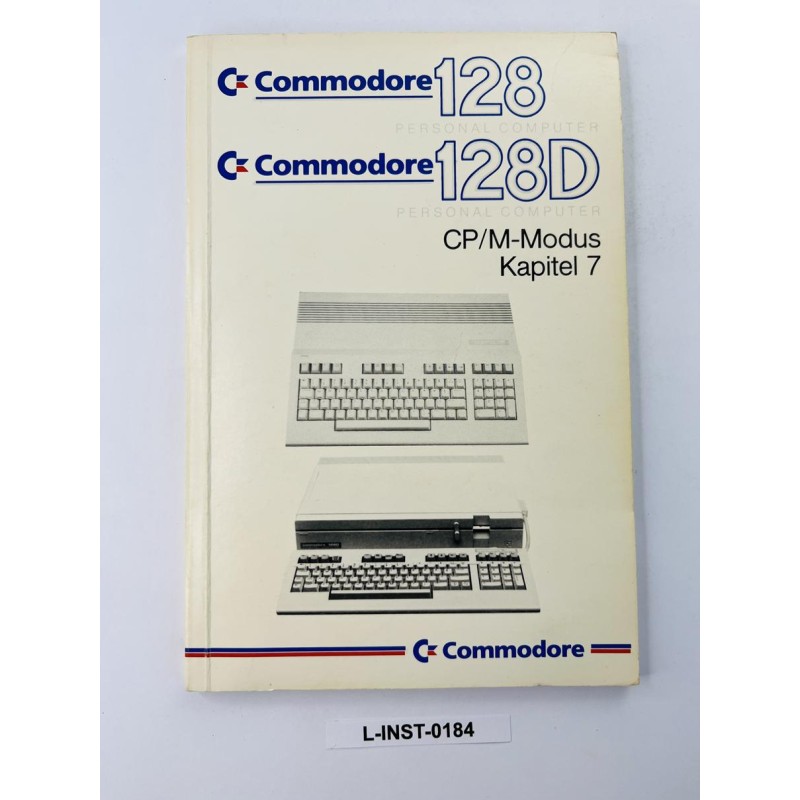 Commodore 128
PERSONAL COMPUTER
Commodore 128D
PERSONAL COMPUTER
CP/M-Modus
Kapitel 7
Commodore
L-INST-0184